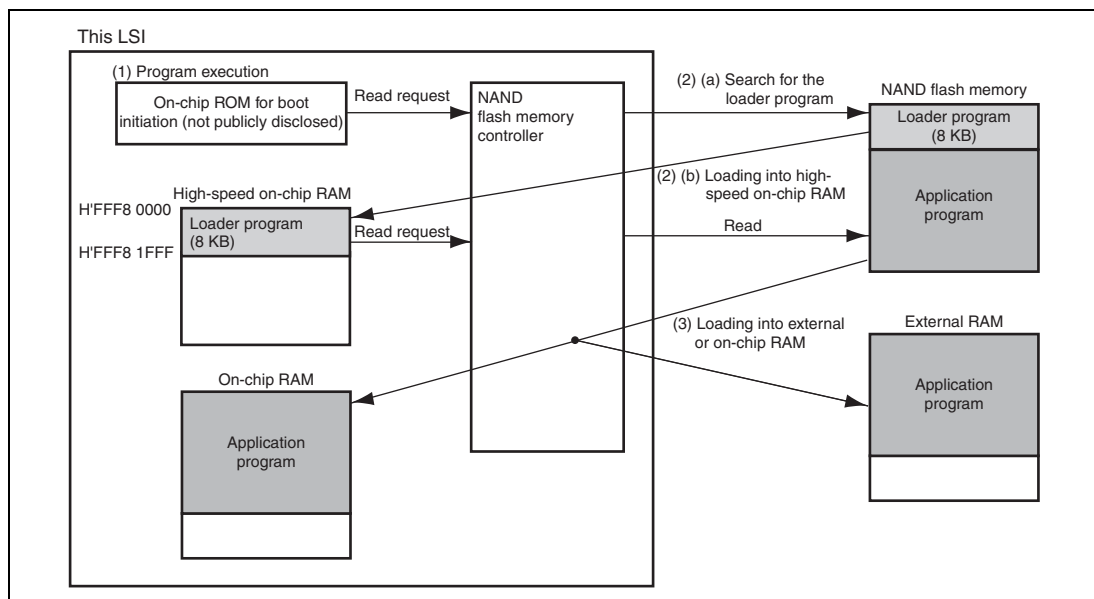 This LSI
(1) Program execution
On-chip ROM for boot
initiation (not publicly disclosed)
Read request
NAND
flash memory
controller
(2) (a) Search for the
loader program
NAND flash memory
Loader program
(8 KB)
Application
program
(2) (b) Loading into high-
speed on-chip RAM
High-speed on-chip RAM
H'FFF8 0000
Loader program
(8 KB)
H'FFF8 1FFF
Read request
Read
(3) Loading into external
or on-chip RAM
External RAM
Application
program
On-chip RAM
Application
program